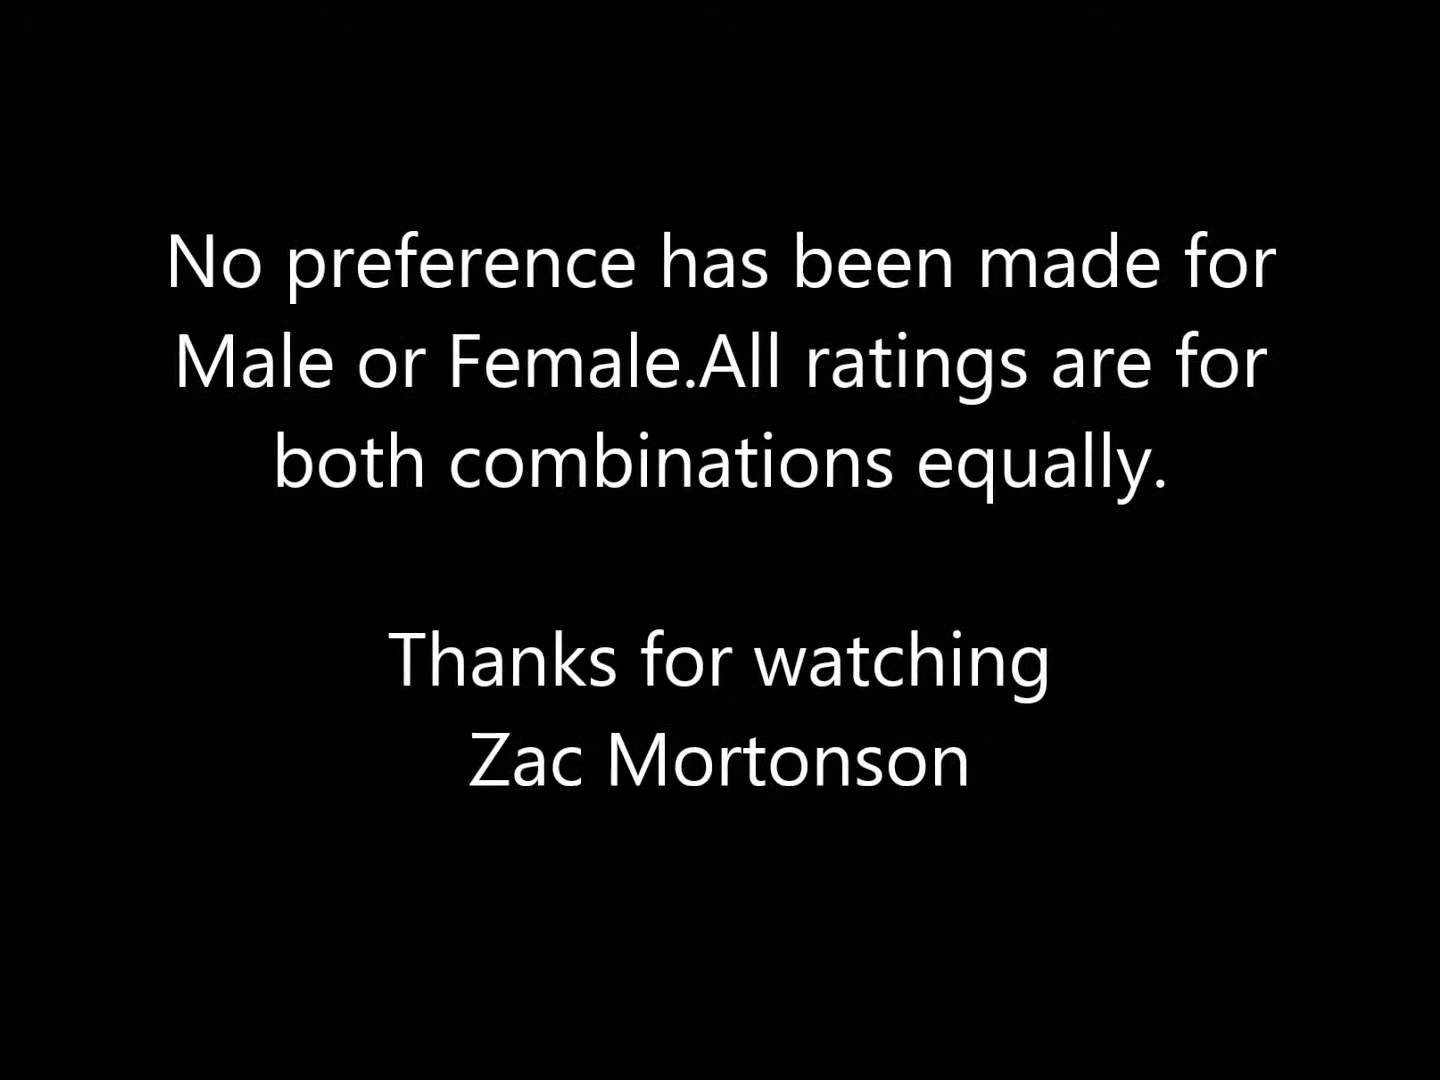 No preference has been made for
Male or Female.All ratings are for
both combinations equally.
Thanks for watching
Zac Mortonson